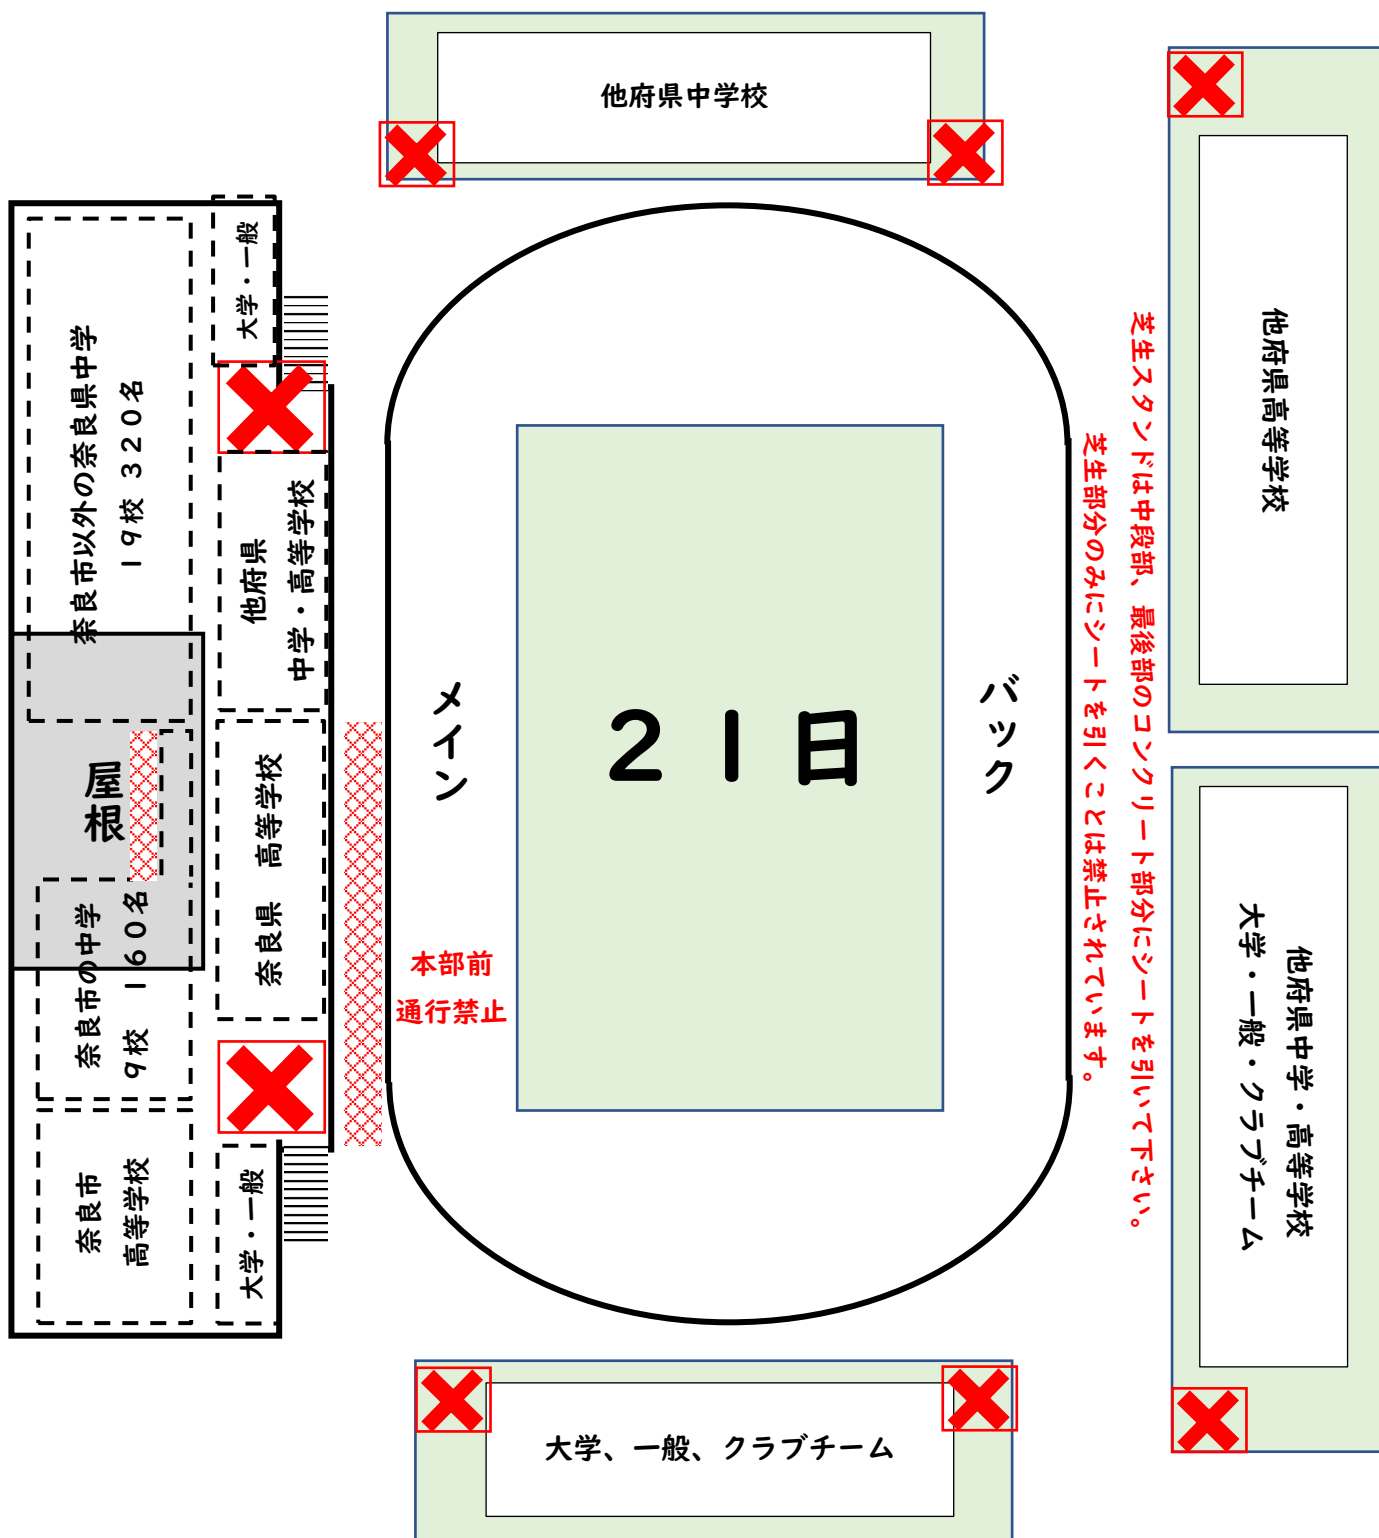 他府県中学校
大学・一般
奈良市以外の奈良県中学
１９校 ３２０名
他府県
中学・高等学校
屋根
奈良県　高等学校
奈良市の中学
９校　１６０名
奈良市
高等学校
大学・一般
メイン
２１日
バック
本部前
通行禁止
芝生スタンドは中段部、最後部のコンクリート部分にシートを引いて下さい。
芝生部分のみにシートを引くことは禁止されています。
他府県高等学校
他府県中学・高等学校
大学・一般・クラブチーム
大学、一般、クラブチーム